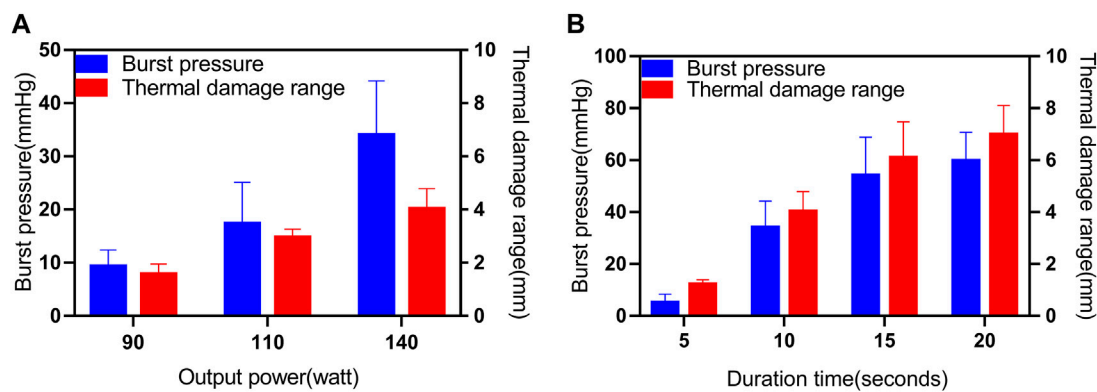 A
Burst pressure(mmHg)
50
40
30
20
10
0
Burst pressure
Thermal damage range
10
8
6
4
2
0
Thermal damage
range(mm)
90 110 140
Output power(watt)
B
Burst pressure(mmHg)
100
80
60
40
20
0
Burst pressure
Thermal damage range
10
8
6
4
2
0
Thermal damage
range(mm)
5 10 15 20
Duration time(seconds)